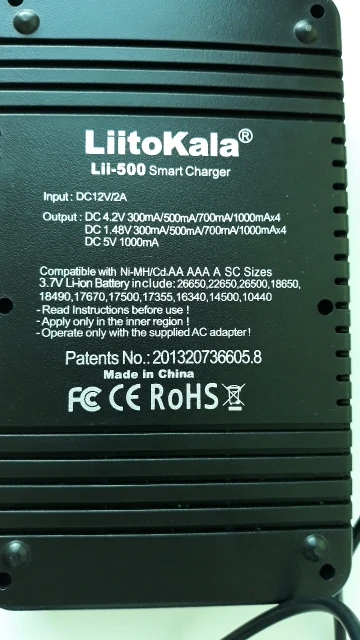 LiitoKala®
Lii-500 Smart Charger
Input : DC12V/2A
Output : DC 4.2V 300mA/500mA/700mA/1000mAx4
DC 1.48V 300mA/500mA/700mA/1000mAx4
DC 5V 1000mA
Compatible with Ni-MH/Cd.AA AAA A SC Sizes
3.7V Li-ion Battery include: 26650,22650,26500,18650,
18490,17670,17500,17355,16340,14500,10440
- Read Instructions before use !
- Apply only in the inner region !
- Operate only with the supplied AC adapter!
Patents No.: 201320736605.8
Made in China
FC CE RoHS